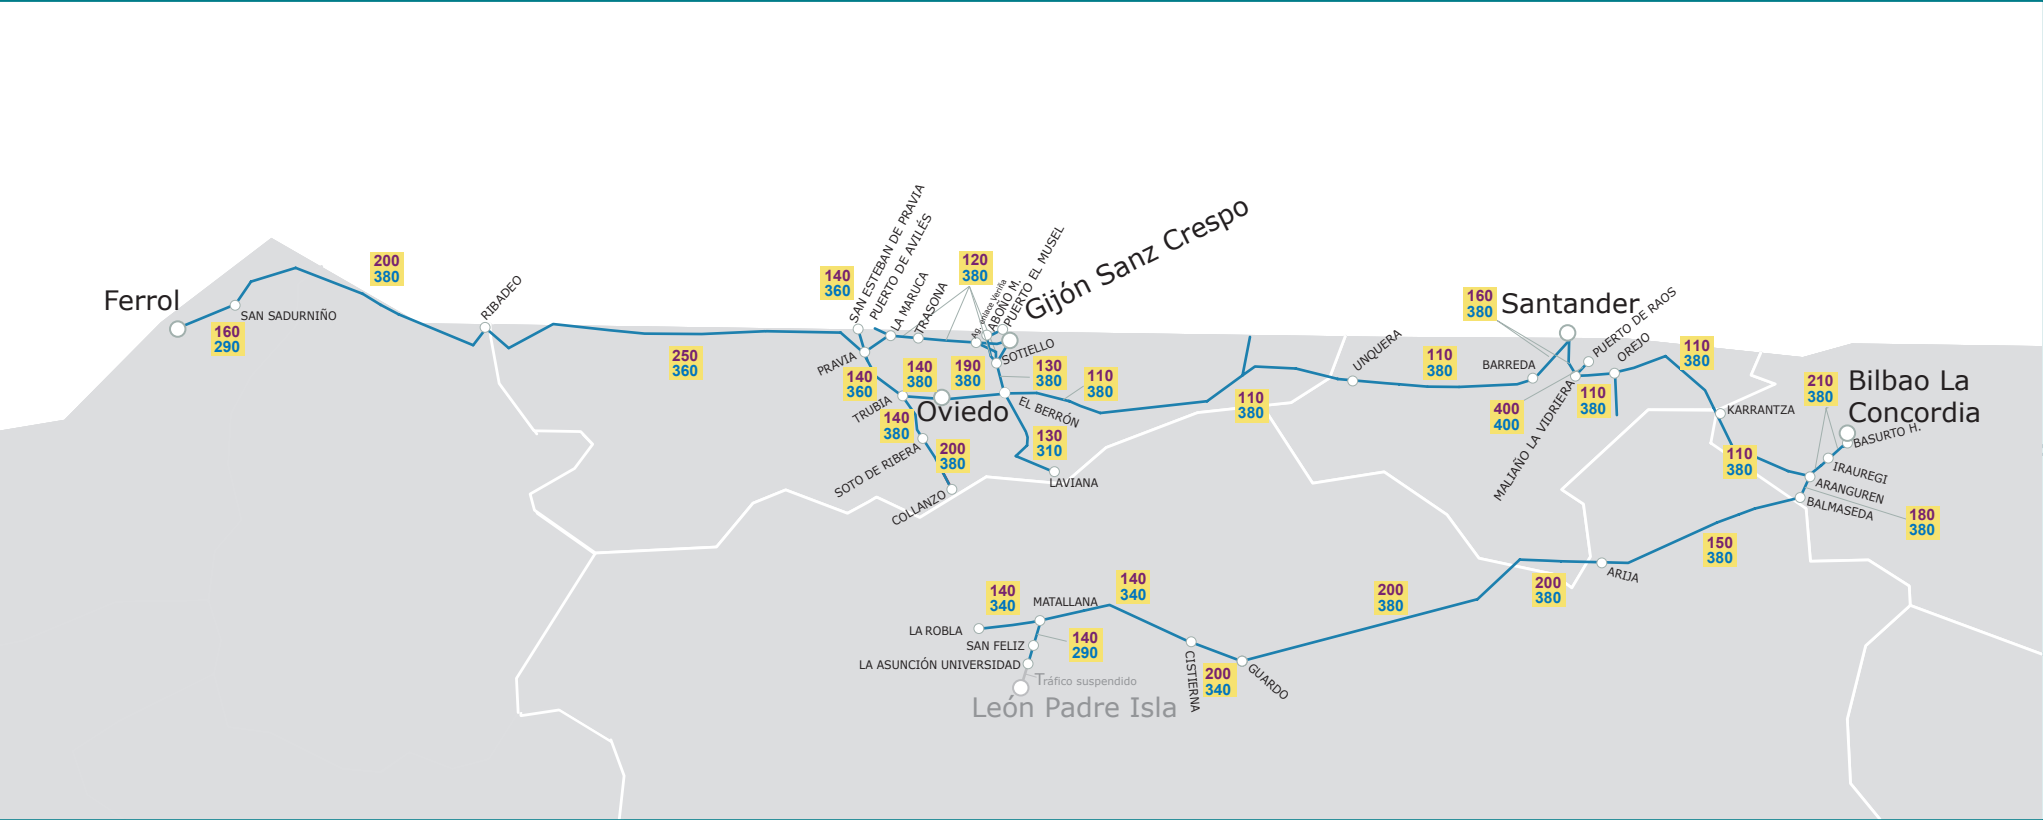 Ferrol
160
290
SAN SADURNIÑO
200
380
RIBADEO
250
360
140
360
SAN ESTEBAN DE PRAVIA
PUERTO DE AVILÉS
LA MARUCA
TRASONA
120
380
Ag. enlace Veriña
ABOÑO M.
PUERTO EL MUSEL
Gijón Sanz Crespo
SOTIELLO
PRAVIA
140
360
140
380
190
380
130
380
110
380
TRUBIA
Oviedo
EL BERRÓN
140
380
SOTO DE RIBERA
200
380
COLLANZO
130
310
LAVIANA
110
380
UNQUERA
110
380
BARREDA
160
380
Santander
PUERTO DE RAOS
OREJO
400
400
MALIAÑO LA VIDRIERA
110
380
110
380
KARRANTZA
110
380
210
380
Bilbao La
Concordia
BASURTO H.
IRAUREGI
ARANGUREN
BALMASEDA
180
380
150
380
ARIJA
200
380
200
380
140
340
MATALLANA
140
340
LA ROBLA
SAN FELIZ
140
290
LA ASUNCIÓN UNIVERSIDAD
Tráfico suspendido
León Padre Isla
CISTIERNA
200
340
GUARDO